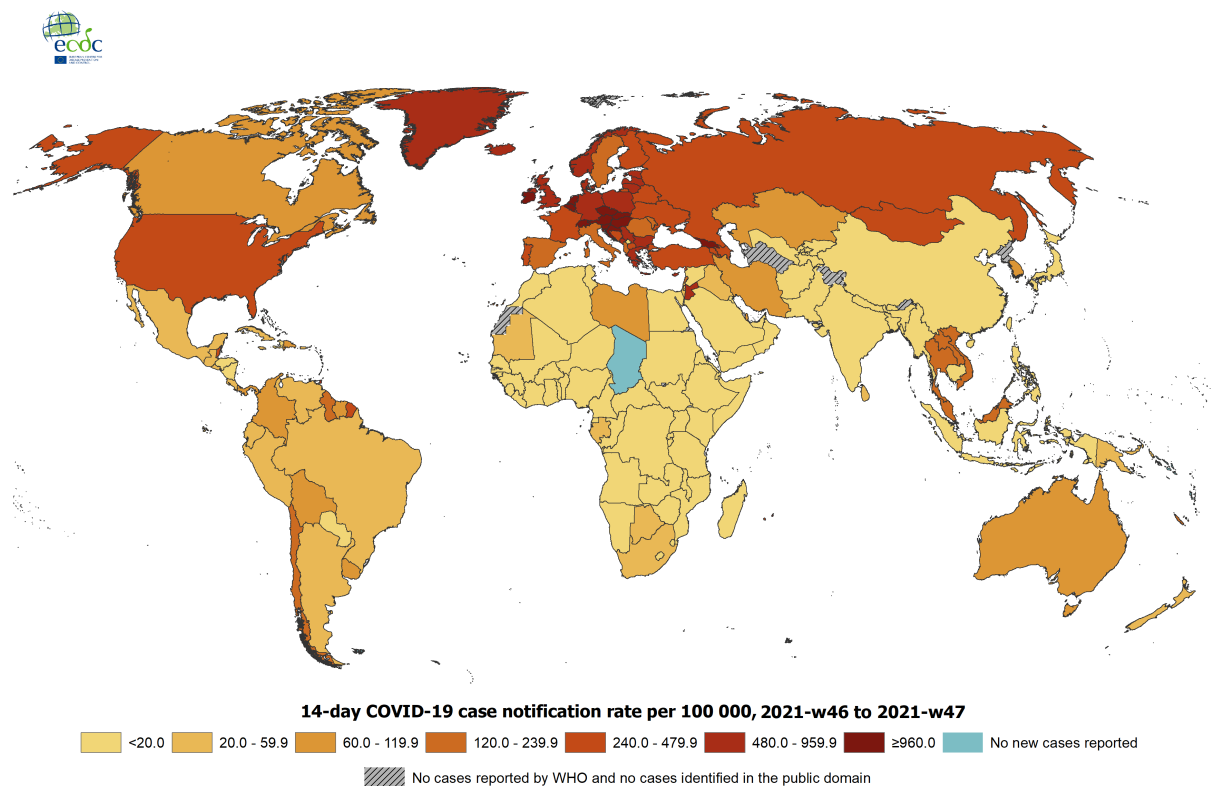 ecdc
14-day COVID-19 case notification rate per 100 000, 2021-w46 to 2021-w47
<20.0 20.0 - 59.9 60.0 - 119.9 120.0 - 239.9 240.0 - 479.9 480.0 - 959.9 ≥960.0 No new cases reported
No cases reported by WHO and no cases identified in the public domain